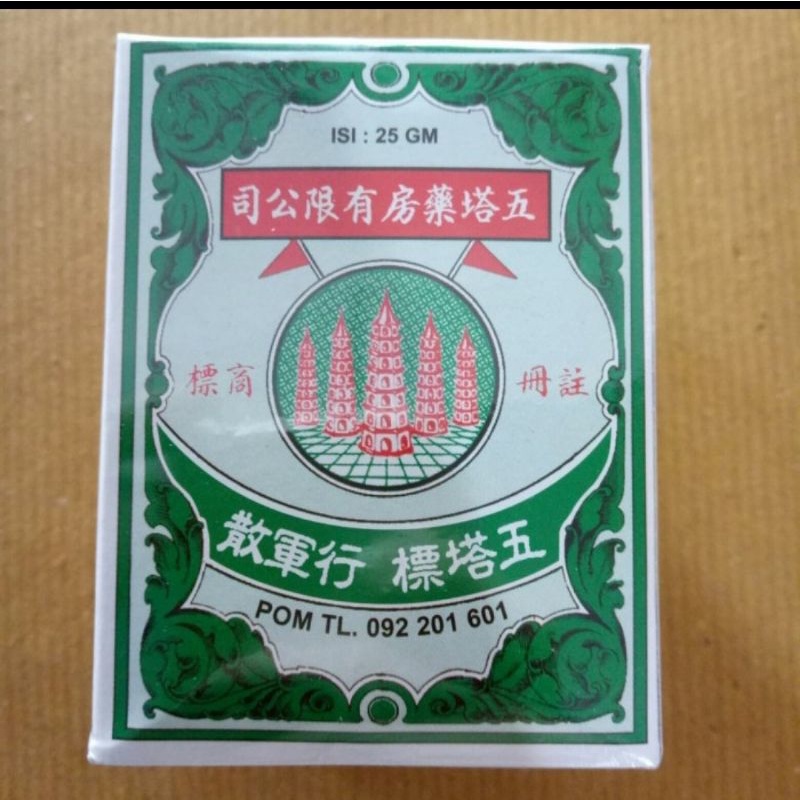 ISI : 25 GM
五塔藥房有限公司
註冊 商標
五塔標 行軍散
POM TL. 092 201 601